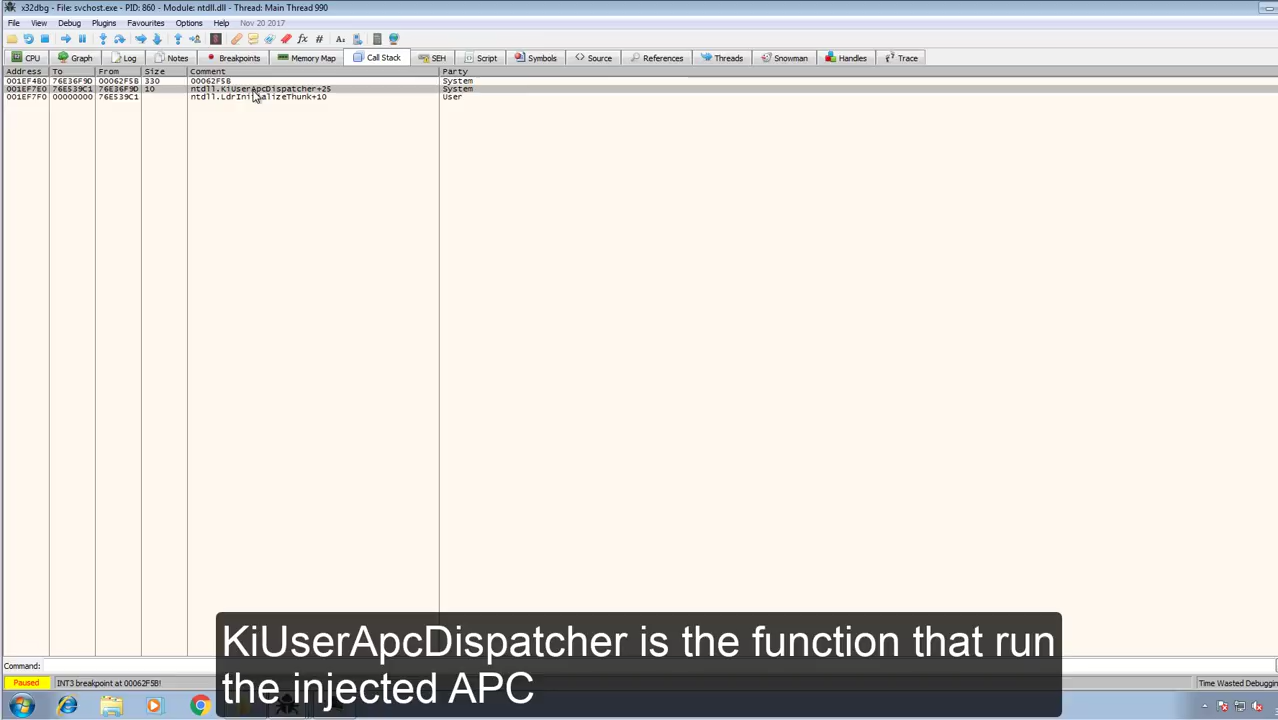 x32dbg - File: svchost.exe - PID: 860 - Module: ntdll.dll - Thread: Main Thread 990
File View Debug Plugins Favourites Options Help Nov 20 2017
CPU Graph Log Notes Breakpoints Memory Map Call Stack SEH Script Symbols Source References Threads Snowman Handles Trace
Address To From Size Comment Party
001EF4B0 76E36F9D 00062F5B 330 00062F5B System
001EF7E0 76E539C1 76E36F9D 10 ntdll.KiUserApcDispatcher+25 System
001EF7F0 00000000 76E539C1 ntdll.LdrInitializeThunk+10 User
KiUserApcDispatcher is the function that run
the injected APC
Command:
Paused INT3 breakpoint at 00062F5B! Time Wasted Debugging